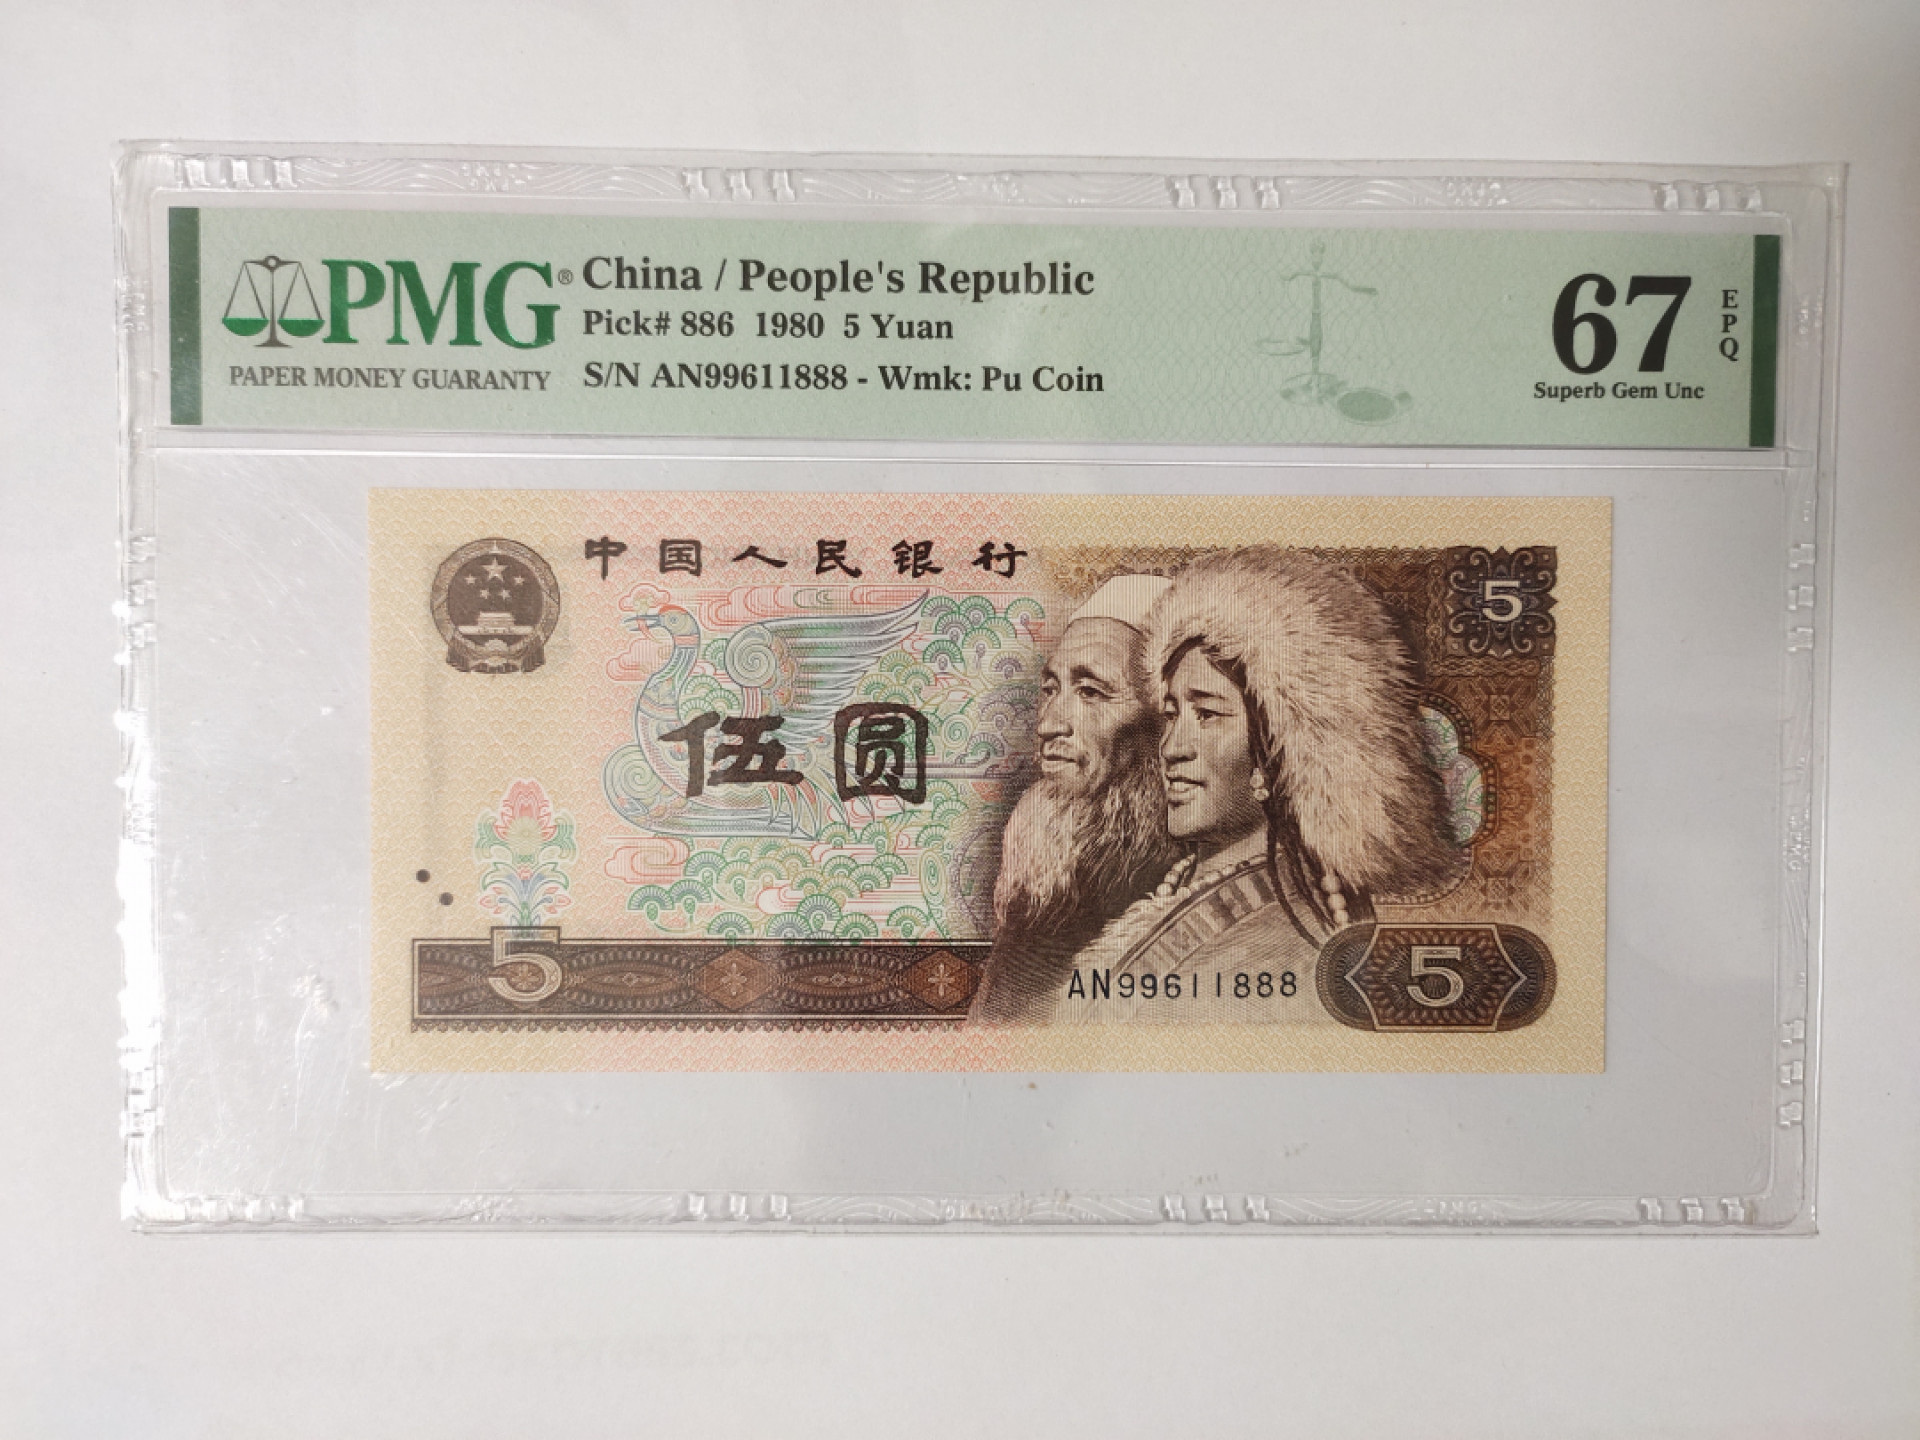 PMG®
PAPER MONEY GUARANTY
China / People's Republic
Pick# 886 1980 5 Yuan
S/N AN99611888 - Wmk: Pu Coin
67
EPQ
Superb Gem Unc
中国人民银行
5
伍圆
5
AN99611888
5